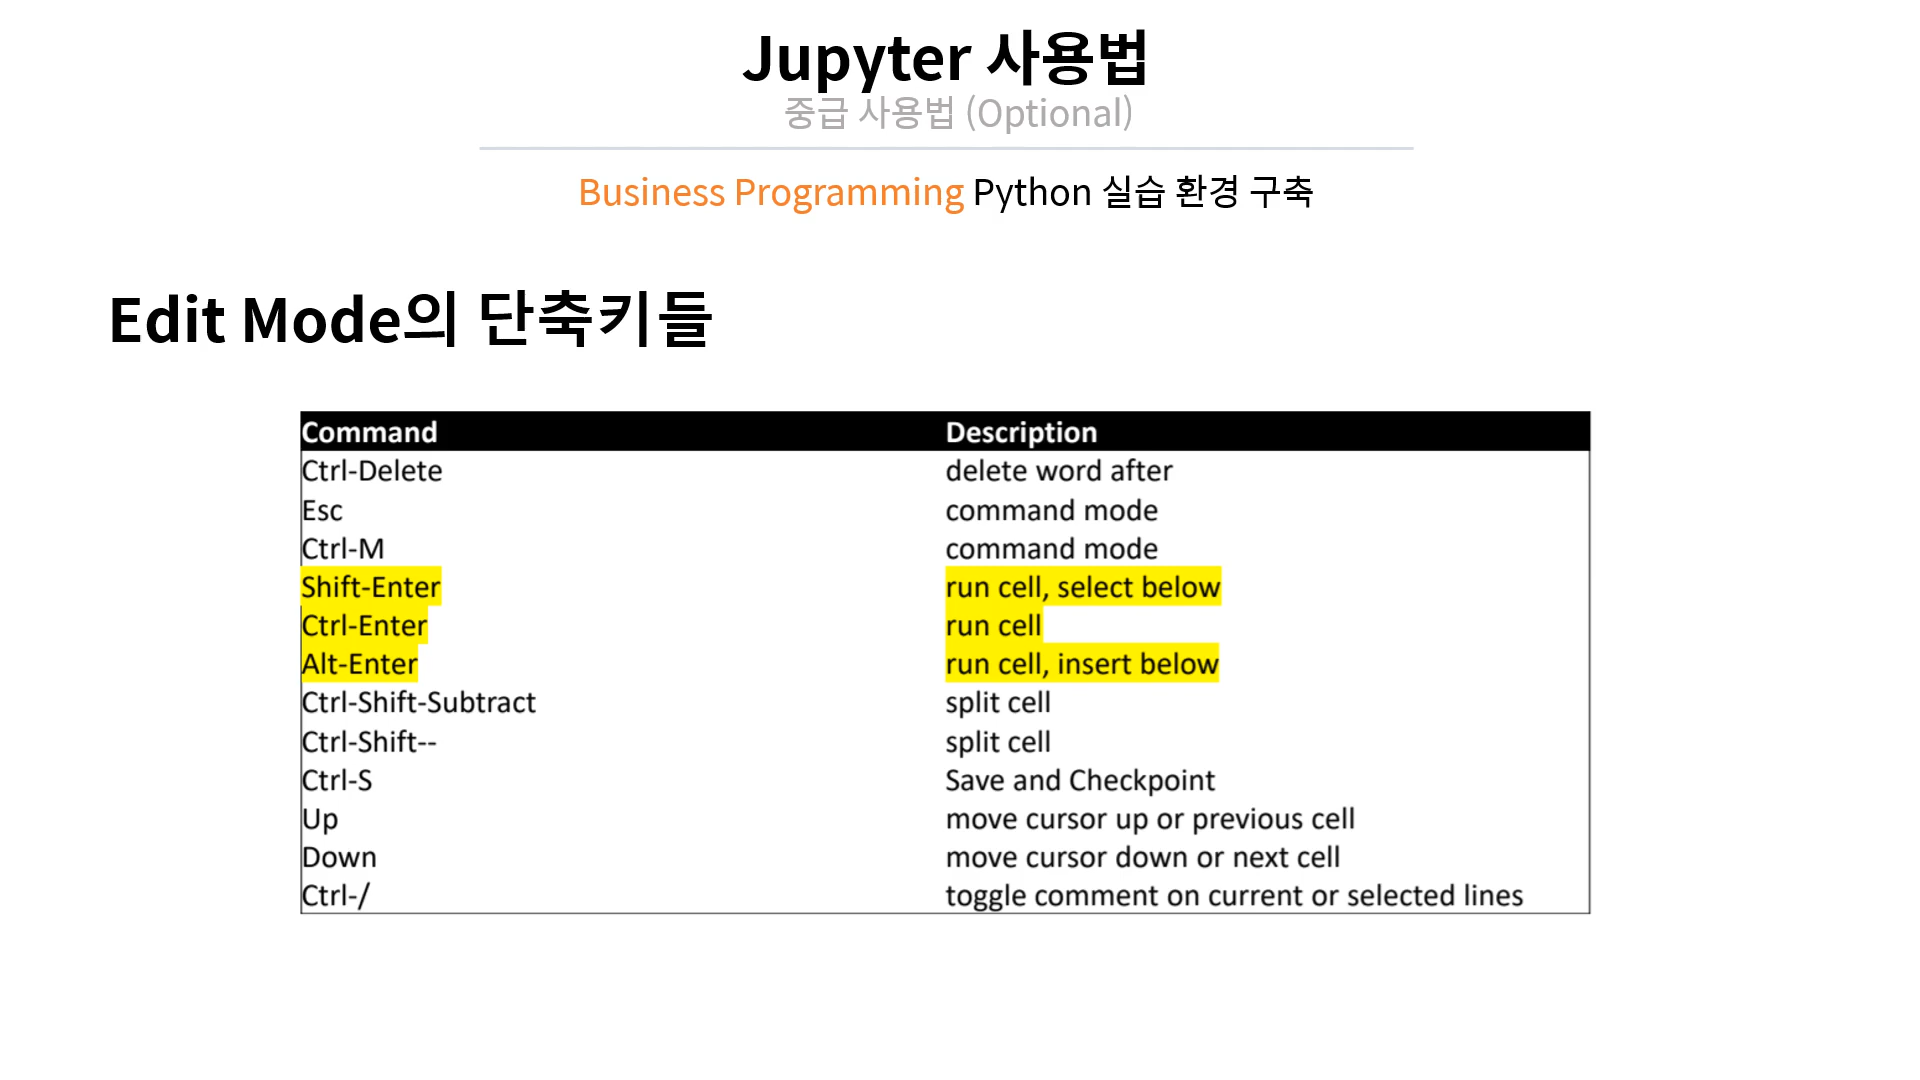 Jupyter 사용법
중급 사용법 (Optional)
Business Programming Python 실습 환경 구축
Edit Mode의 단축키들
Command Description
Ctrl-Delete delete word after
Esc command mode
Ctrl-M command mode
Shift-Enter run cell, select below
Ctrl-Enter run cell
Alt-Enter run cell, insert below
Ctrl-Shift-Subtract split cell
Ctrl-Shift-- split cell
Ctrl-S Save and Checkpoint
Up move cursor up or previous cell
Down move cursor down or next cell
Ctrl-/ toggle comment on current or selected lines